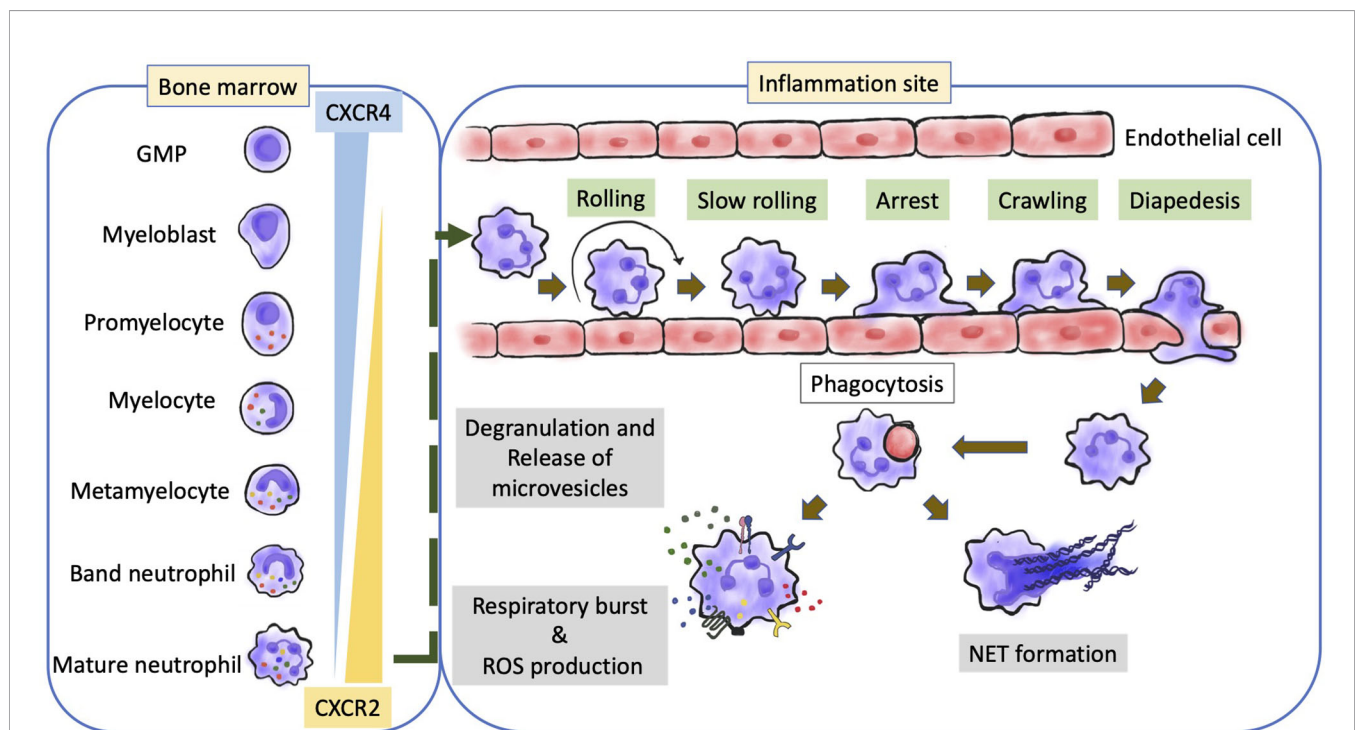 Bone marrow
CXCR4
GMP
Myeloblast
Promyelocyte
Myelocyte
Metamyelocyte
Band neutrophil
Mature neutrophil
CXCR2
Inflammation site
Endothelial cell
Rolling
Slow rolling
Arrest
Crawling
Diapedesis
Phagocytosis
Degranulation and
Release of
microvesicles
Respiratory burst
&
ROS production
NET formation